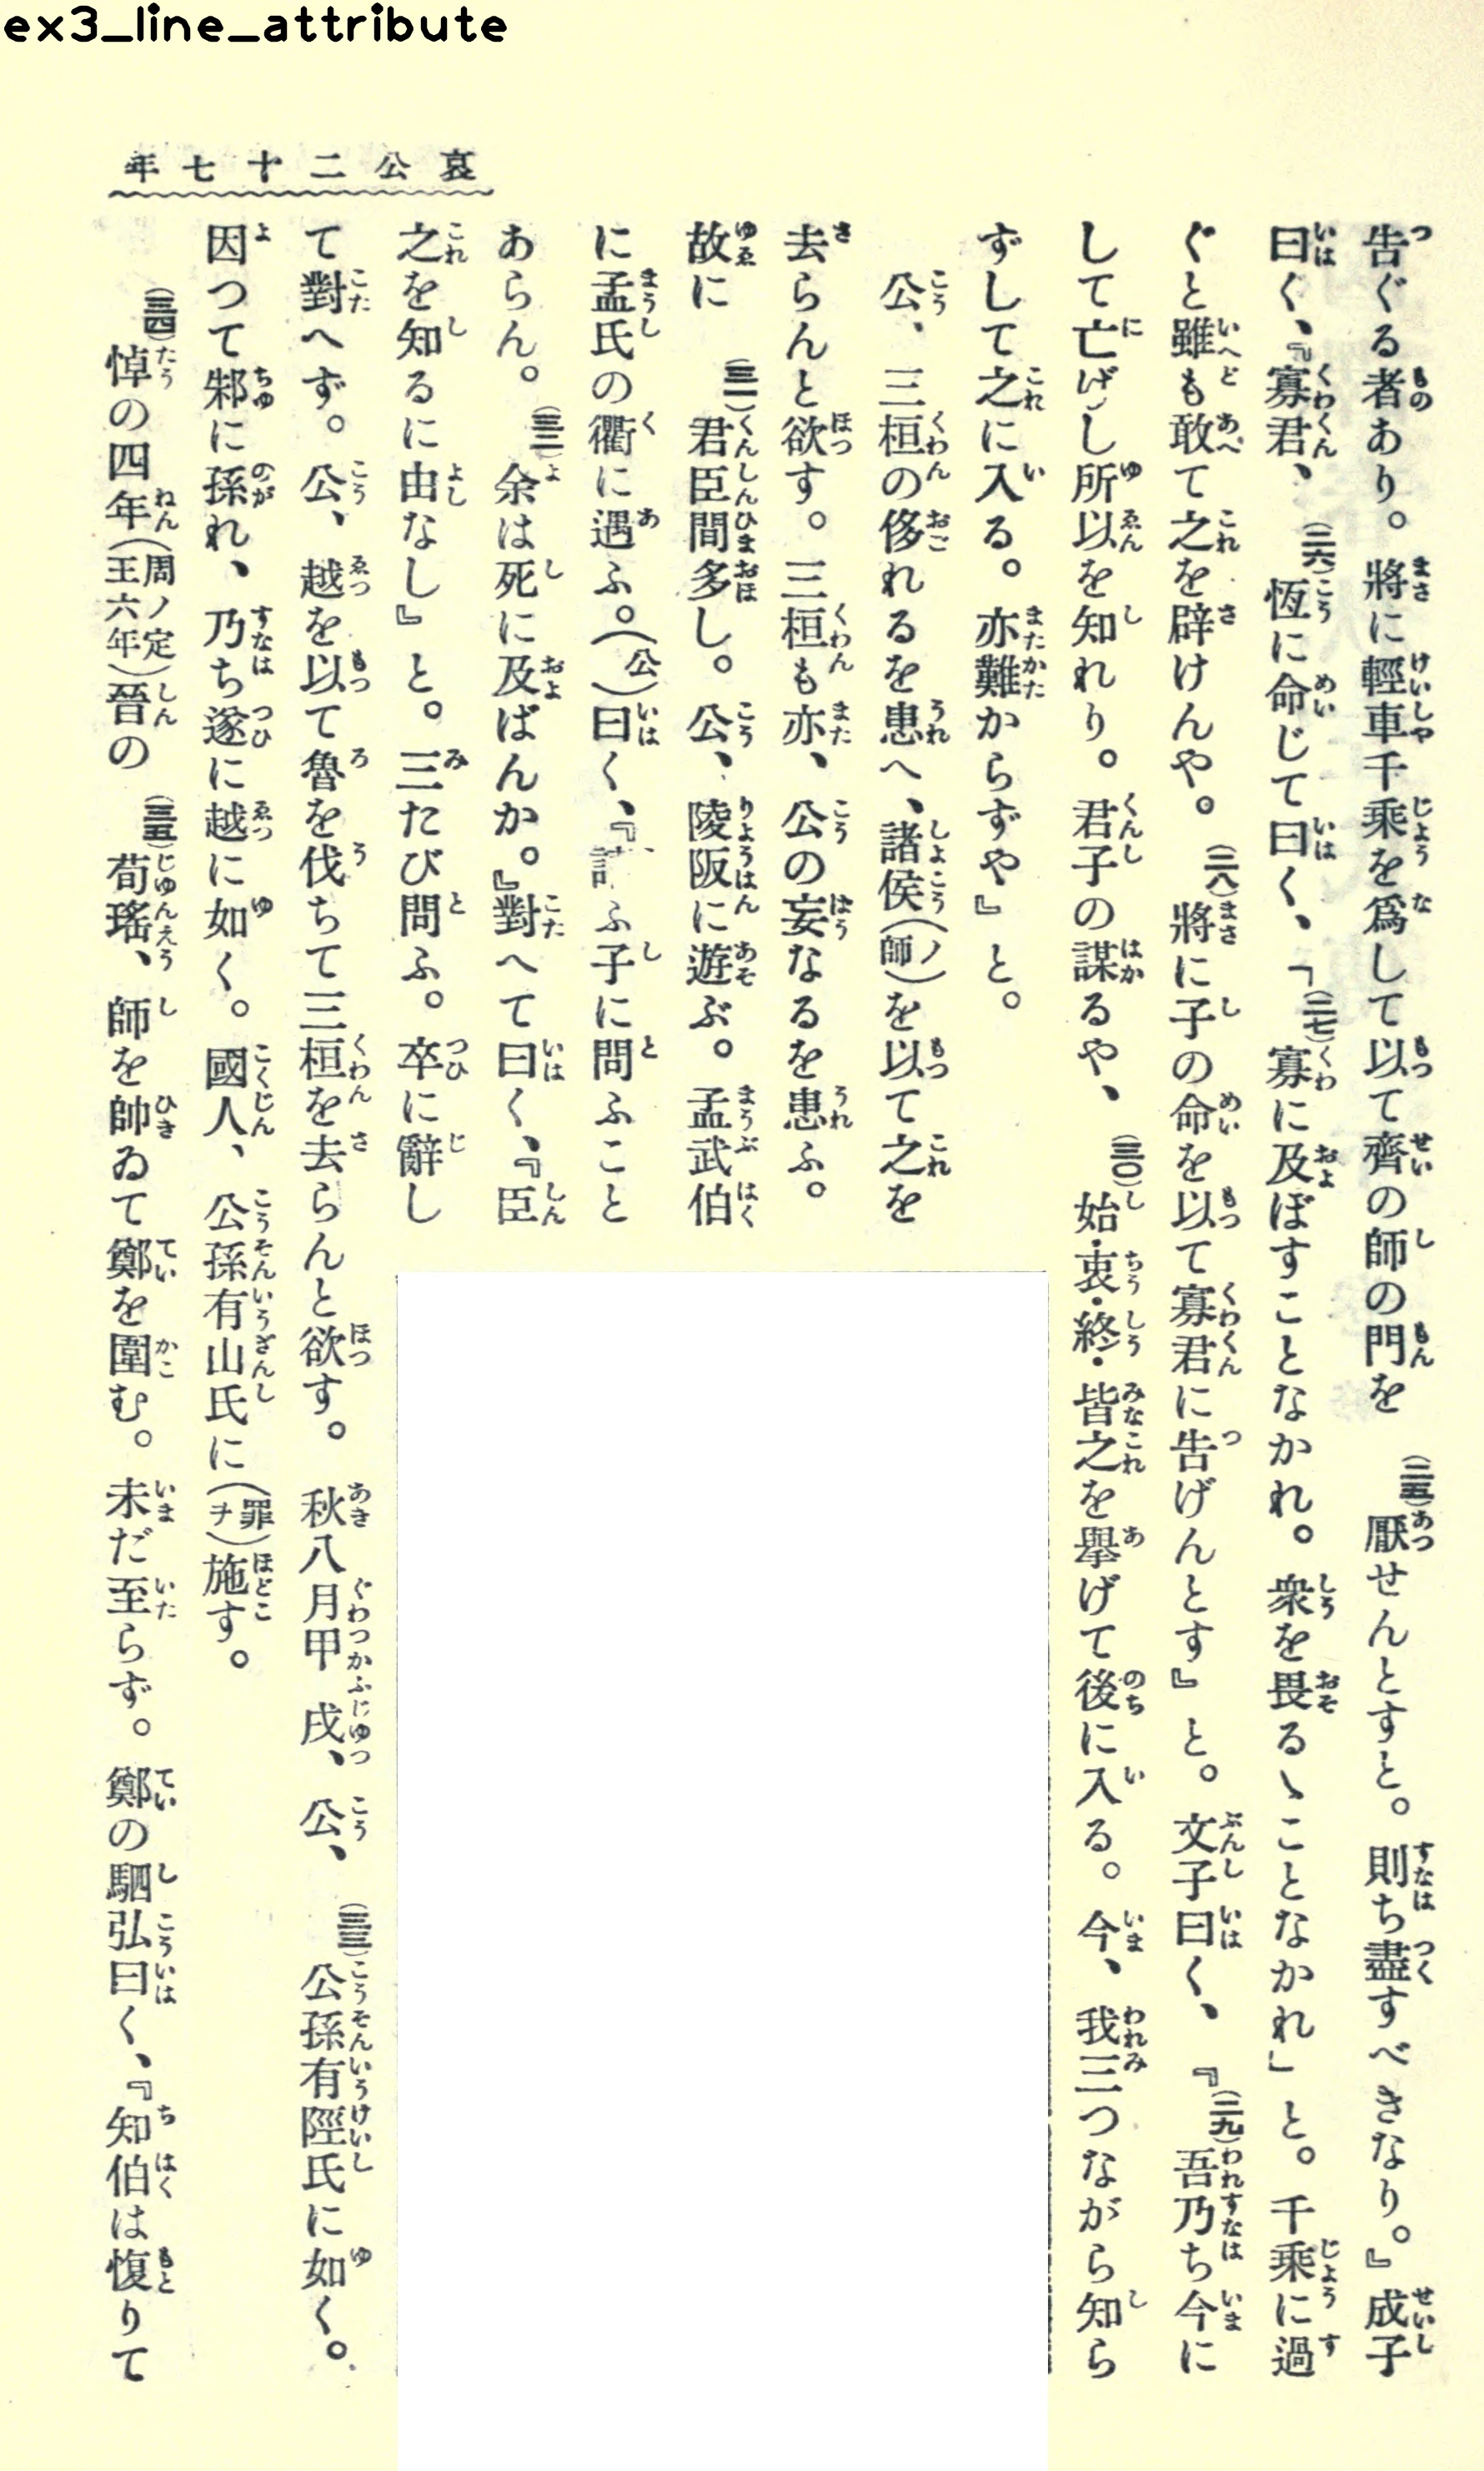 ex3_line_attribute
哀公二十七年
告ぐる者あり。將に輕車千乘を爲して以て齊の師の門を(二五)厭せんとすと。則ち盡すべきなり。』成子
曰く、『寡君、(二六)恆に命じて曰く、「(二七)寡に及ぼすことなかれ。衆を畏るゝことなかれ」と。千乘に過
ぐと雖も敢て之を辟けんや。(二八)將に子の命を以て寡君に告げんとす』と。文子曰く、『(二九)吾乃ち今に
して亡げし所以を知れり。君子の謀るや、(三〇)始・衷・終・皆之を擧げて後に入る。今、我三つながら知ら
ずして之に入る。亦難からずや』と。
公、三桓の侈れるを患へ、諸侯(師ノ)を以て之を
去らんと欲す。三桓も亦、公の妄なるを患ふ。
故に(三一)君臣間多し。公、陵阪に遊ぶ。孟武伯
に孟氏の衢に遇ふ。(公)曰く、『ふ子に問ふこと
あらん。(三二)余は死に及ばんか。』對へて曰く、『臣
之を知るに由なし』と。三たび問ふ。卒に辭し
て對へず。公、越を以て魯を伐ちて三桓を去らんと欲す。秋八月甲戌、公、(三三)公孫有陘氏に如く。
因つて邾に孫れ、乃ち遂に越に如く。國人、公孫有山氏に(罪ヲ)施す。
(三四)悼の四年(周ノ定王六年)晉の(三五)荀瑤、師を帥ゐて鄭を圍む。未だ至らず。鄭の駟弘曰く、『知伯は愎りて